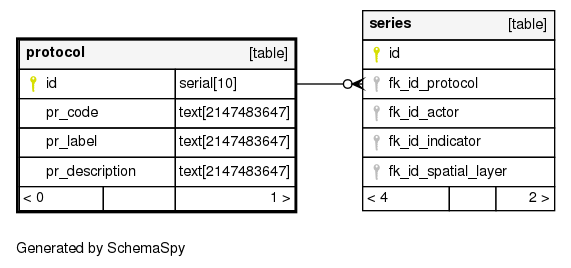 protocol [table]
id serial[10]
pr_code text[2147483647]
pr_label text[2147483647]
pr_description text[2147483647]
< 0 1 >
series [table]
id
fk_id_protocol
fk_id_actor
fk_id_indicator
fk_id_spatial_layer
< 4 2 >
Generated by SchemaSpy